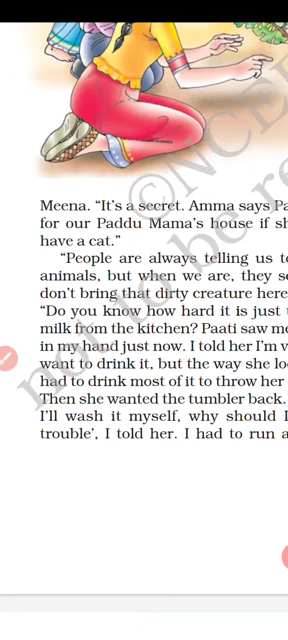 Meena. “It's a secret. Amma says Pa
for our Paddu Mama's house if sh
have a cat.”
“People are always telling us to
animals, but when we are, they s
don't bring that dirty creature here
“Do you know how hard it is just
milk from the kitchen? Paati saw me
in my hand just now. I told her I'm v
want to drink it, but the way she lo
had to drink most of it to throw her
Then she wanted the tumbler back.
I'll wash it myself, why should I
trouble’, I told her. I had to run a